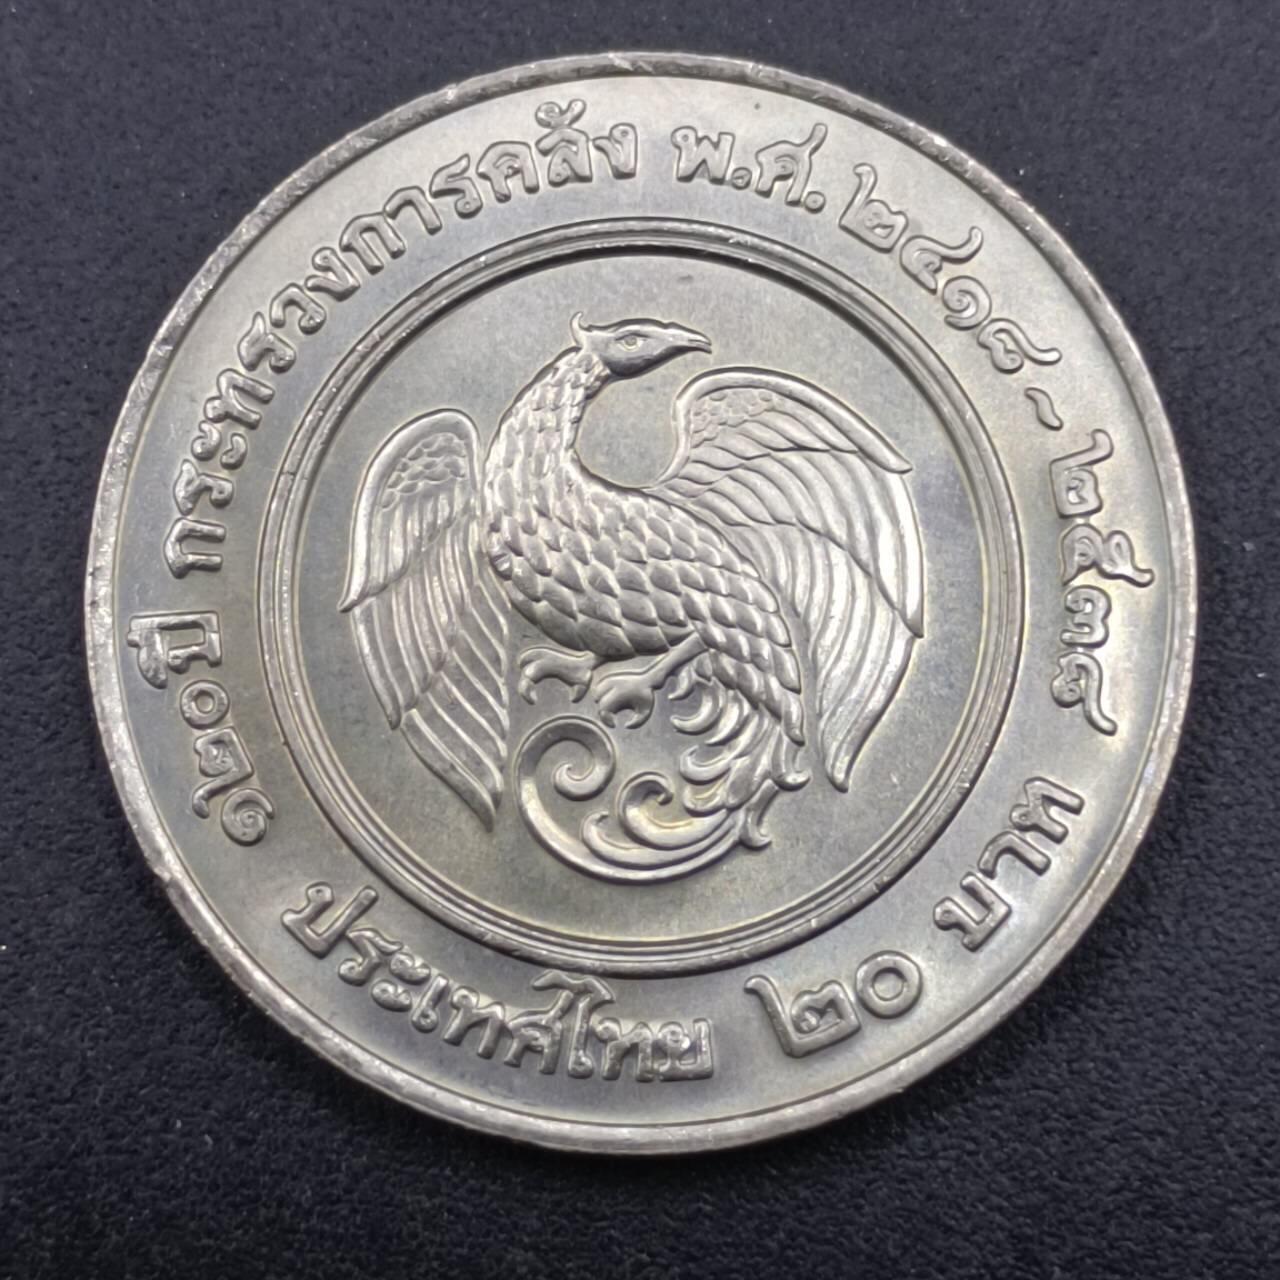 ๑๒๐ปี กระทรวงการคลัง พ.ศ. ๒๔๑๘ ~ ๒๕๓๘
ประเทศไทย ๒๐ บาท